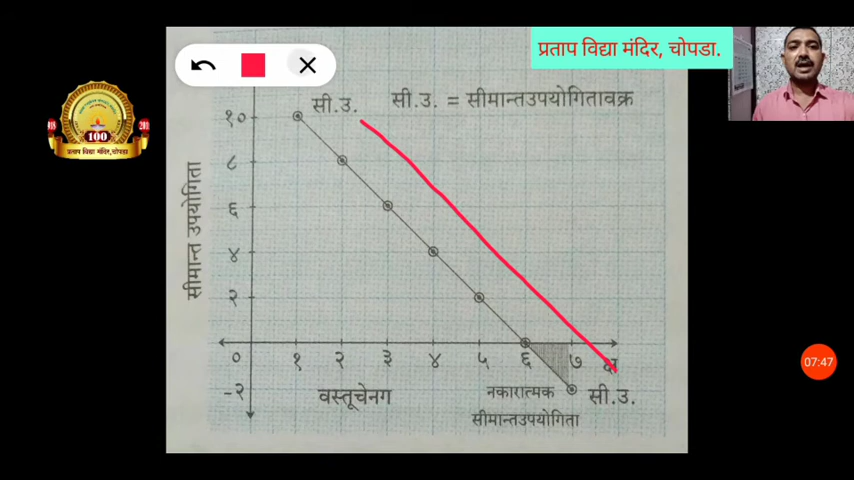 प्रताप विद्या मंदिर, चोपडा.
सी.उ.
सी.उ. = सीमान्तउपयोगितावक्र
100
प्रताप विद्या मंदिर,चोपडा
सीमान्त उपयोगिता
१०
८
६
४
२
० १ २ ३ ४ ५ ६ ७ क्ष
-२
वस्तूचेनग
नकारात्मक
सीमान्तउपयोगिता
सी.उ.
07:47